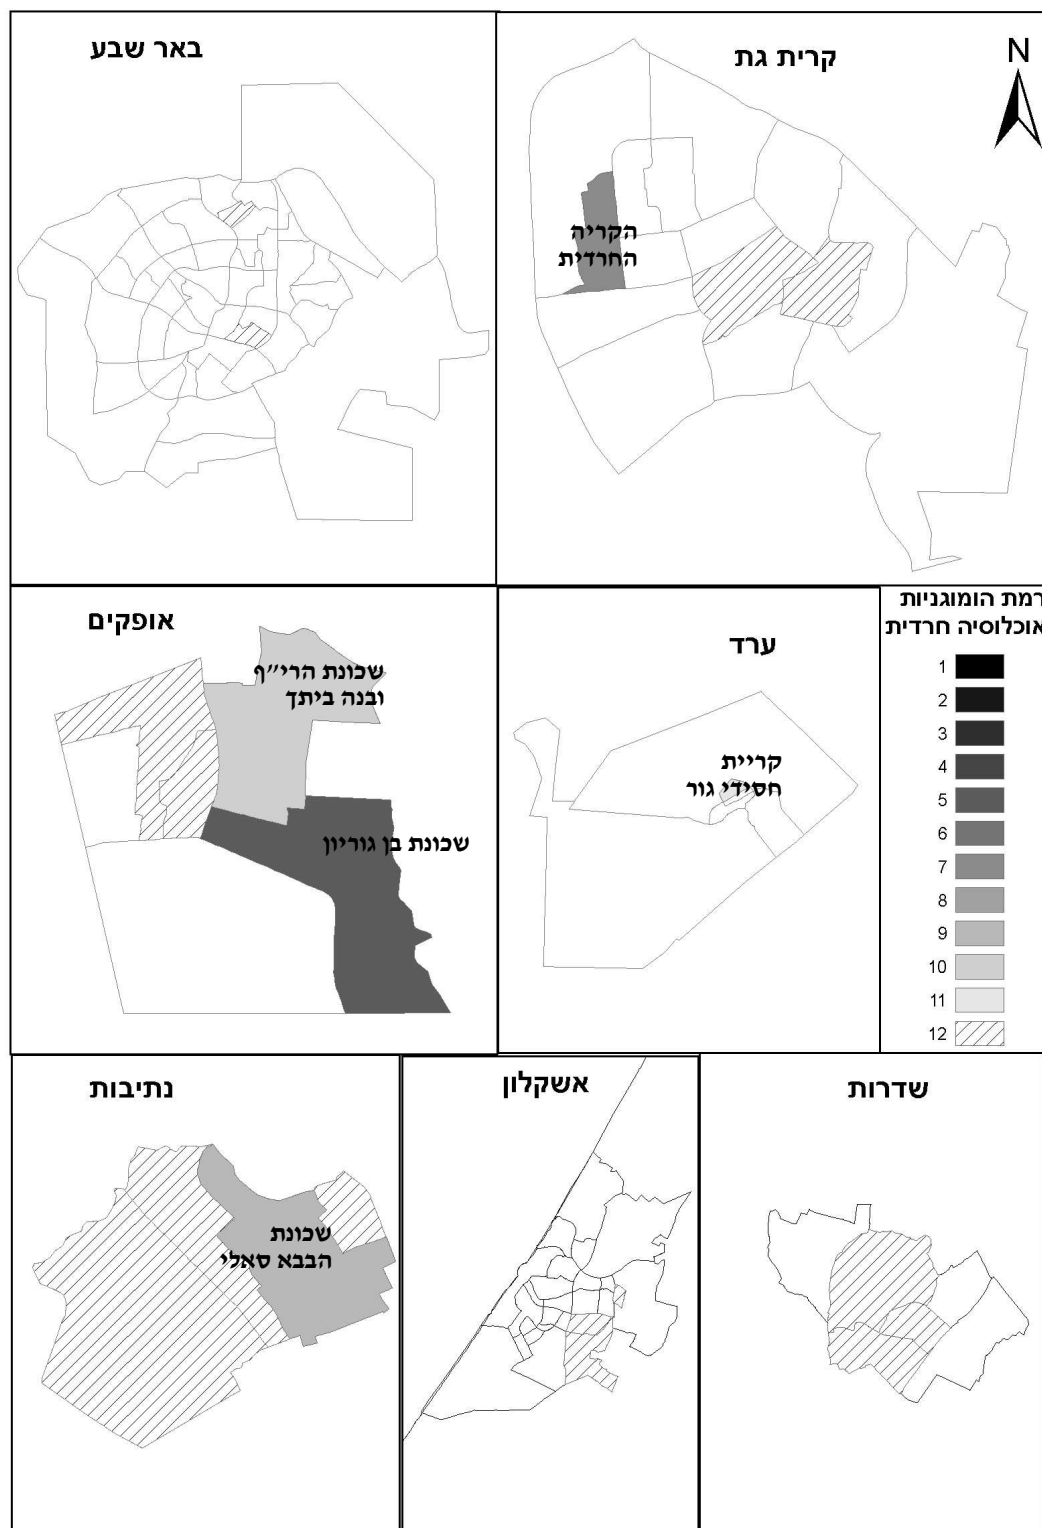 באר שבע
קרית גת
N
הקריה
החרדית
אופקים
שכונת הרי״ף
ובנה ביתך
שכונת בן גוריון
ערד
קריית
חסידי גור
רמת הומוגניות
אוכלוסיה חרדית
1
2
3
4
5
6
7
8
9
10
11
12
נתיבות
שכונת
הבבא סאלי
אשקלון
שדרות